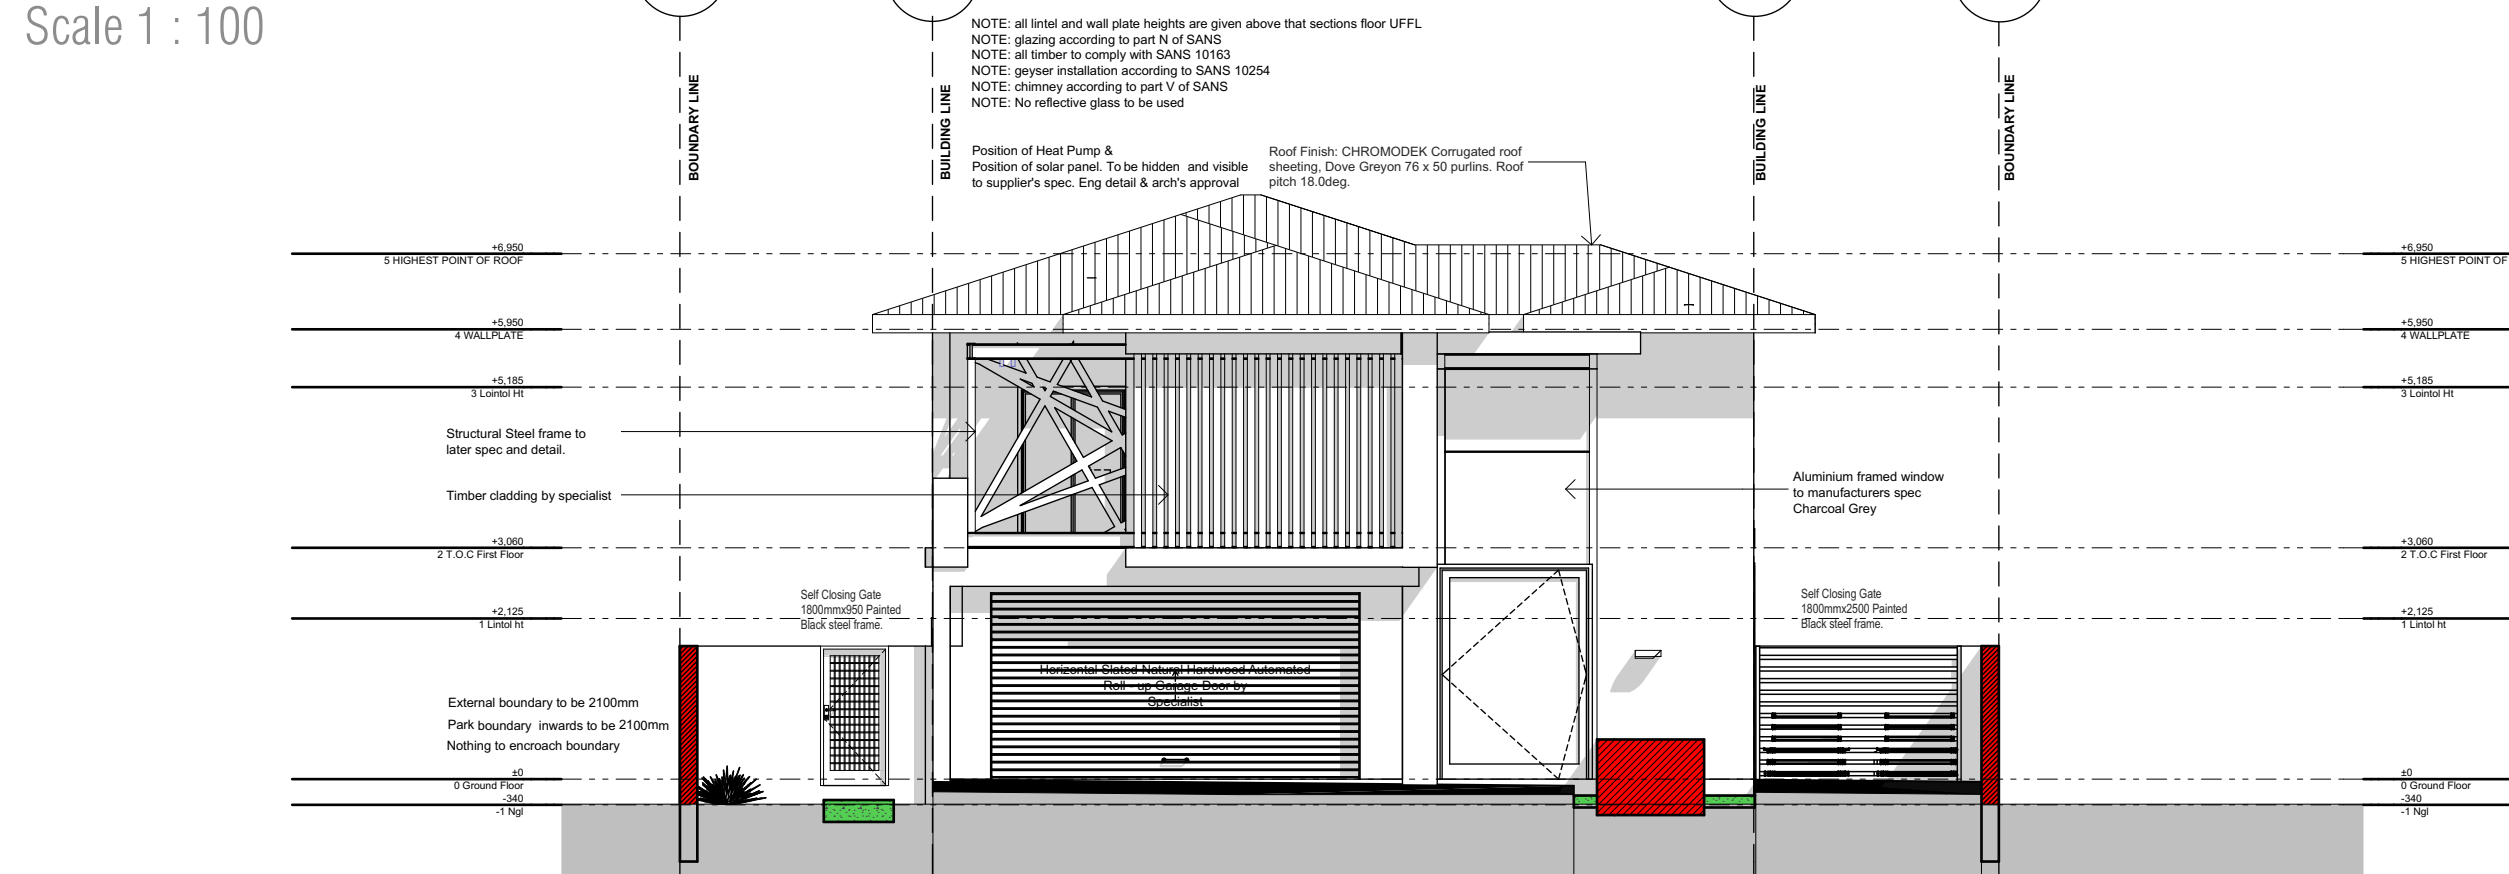 Scale 1 : 100
NOTE: all lintel and wall plate heights are given above that sections floor UFFL
NOTE: glazing according to part N of SANS
NOTE: all timber to comply with SANS 10163
NOTE: geyser installation according to SANS 10254
NOTE: chimney according to part V of SANS
NOTE: No reflective glass to be used
BOUNDARY LINE
BUILDING LINE
BUILDING LINE
BOUNDARY LINE
Position of Heat Pump &
Position of solar panel. To be hidden and visible
to supplier's spec. Eng detail & arch's approval
Roof Finish: CHROMODEK Corrugated roof
sheeting, Dove Greyon 76 x 50 purlins. Roof
pitch 18.0deg.
+6,950
5 HIGHEST POINT OF ROOF
+6,950
5 HIGHEST POINT OF
+5,950
4 WALLPLATE
+5,950
4 WALLPLATE
+5,185
3 Lointol Ht
+5,185
3 Lointol Ht
Structural Steel frame to
later spec and detail.
Timber cladding by specialist
Aluminium framed window
to manufacturers spec
Charcoal Grey
+3,060
2 T.O.C First Floor
+3,060
2 T.O.C First Floor
Self Closing Gate
1800mmx950 Painted
Black steel frame.
Self Closing Gate
1800mmx2500 Painted
Black steel frame.
+2,125
1 Lintol ht
+2,125
1 Lintol ht
Horizontal Slated Natural Hardwood Automated
Roll - up Garage Door by
Specialist
External boundary to be 2100mm
Park boundary inwards to be 2100mm
Nothing to encroach boundary
±0
0 Ground Floor
-340
-1 Ngl
±0
0 Ground Floor
-340
-1 Ngl